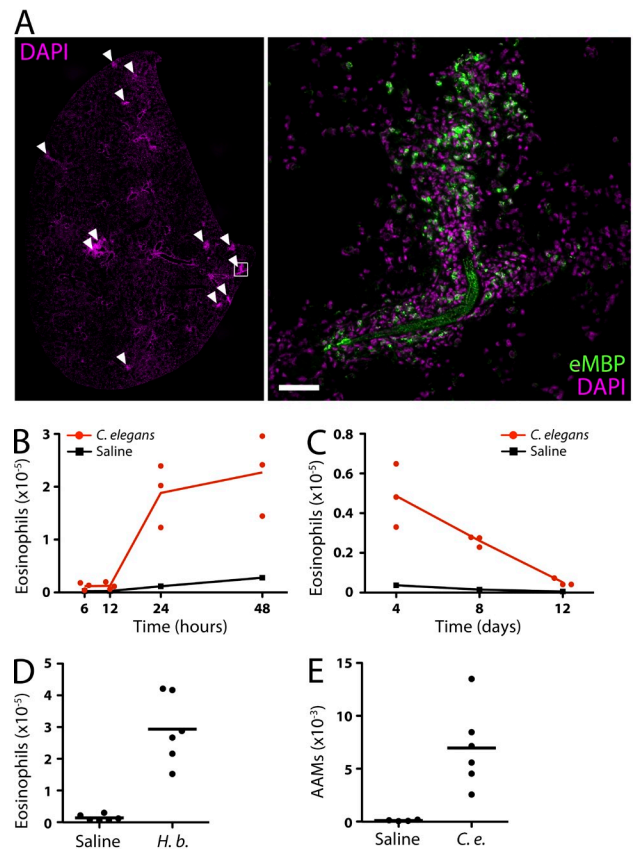 A
DAPI
eMBP
DAPI
B
C. elegans
Saline
Eosinophils (x10⁻⁵)
3
2
1
0
6 12 24 48
Time (hours)
C
C. elegans
Saline
Eosinophils (x10⁻⁵)
0.8
0.6
0.4
0.2
0
4 8 12
Time (days)
D
Eosinophils (x10⁻⁵)
5
4
3
2
1
0
Saline H. b.
E
AAMs (x10⁻³)
15
10
5
0
Saline C. e.